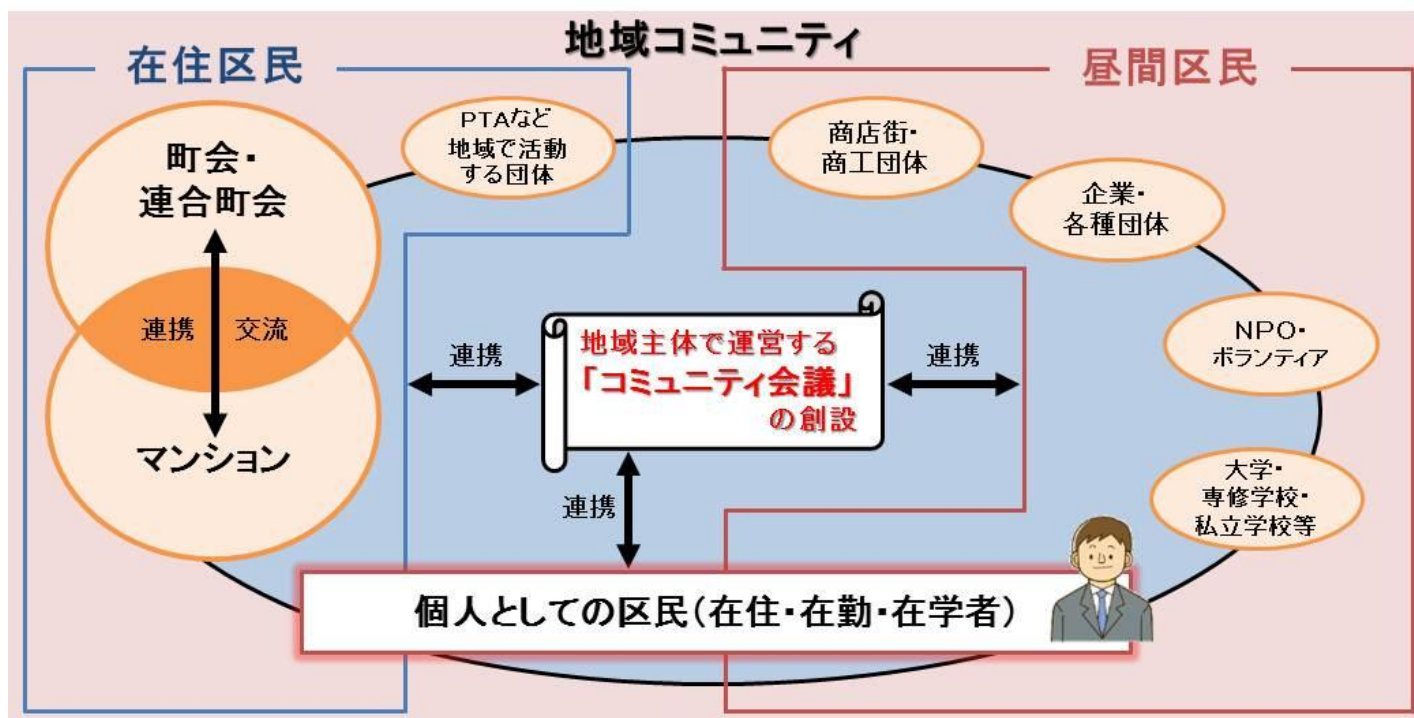 地域コミュニティ
在住区民
昼間区民
町会・
連合町会
連携
交流
マンション
PTAなど
地域で活動
する団体
商店街・
商工団体
企業・
各種団体
NPO・
ボランティア
大学・
専修学校・
私立学校等
連携
地域主体で運営する
「コミュニティ会議」
の創設
連携
連携
個人としての区民(在住・在勤・在学者)